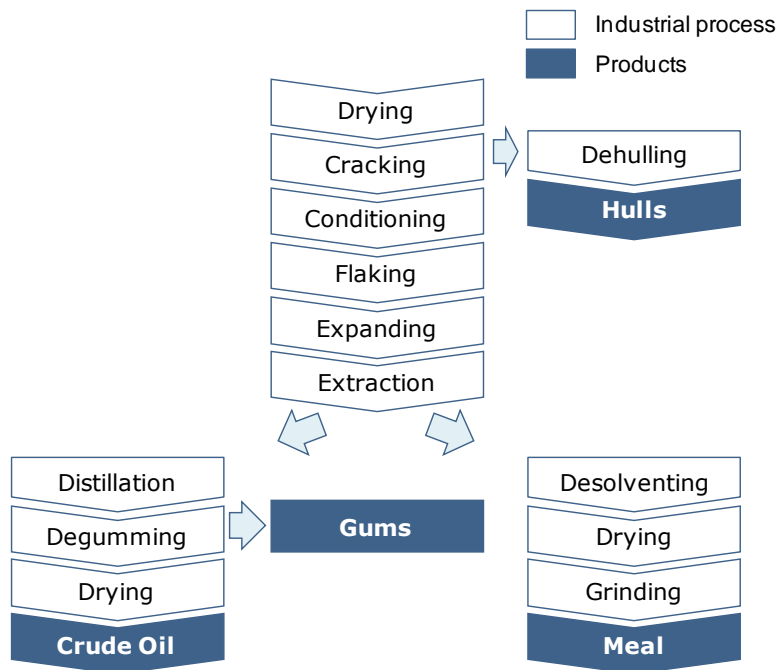 Industrial process
Products
Drying
Cracking
Conditioning
Flaking
Expanding
Extraction
Dehulling
Hulls
Distillation
Degumming
Drying
Crude Oil
Gums
Desolventing
Drying
Grinding
Meal